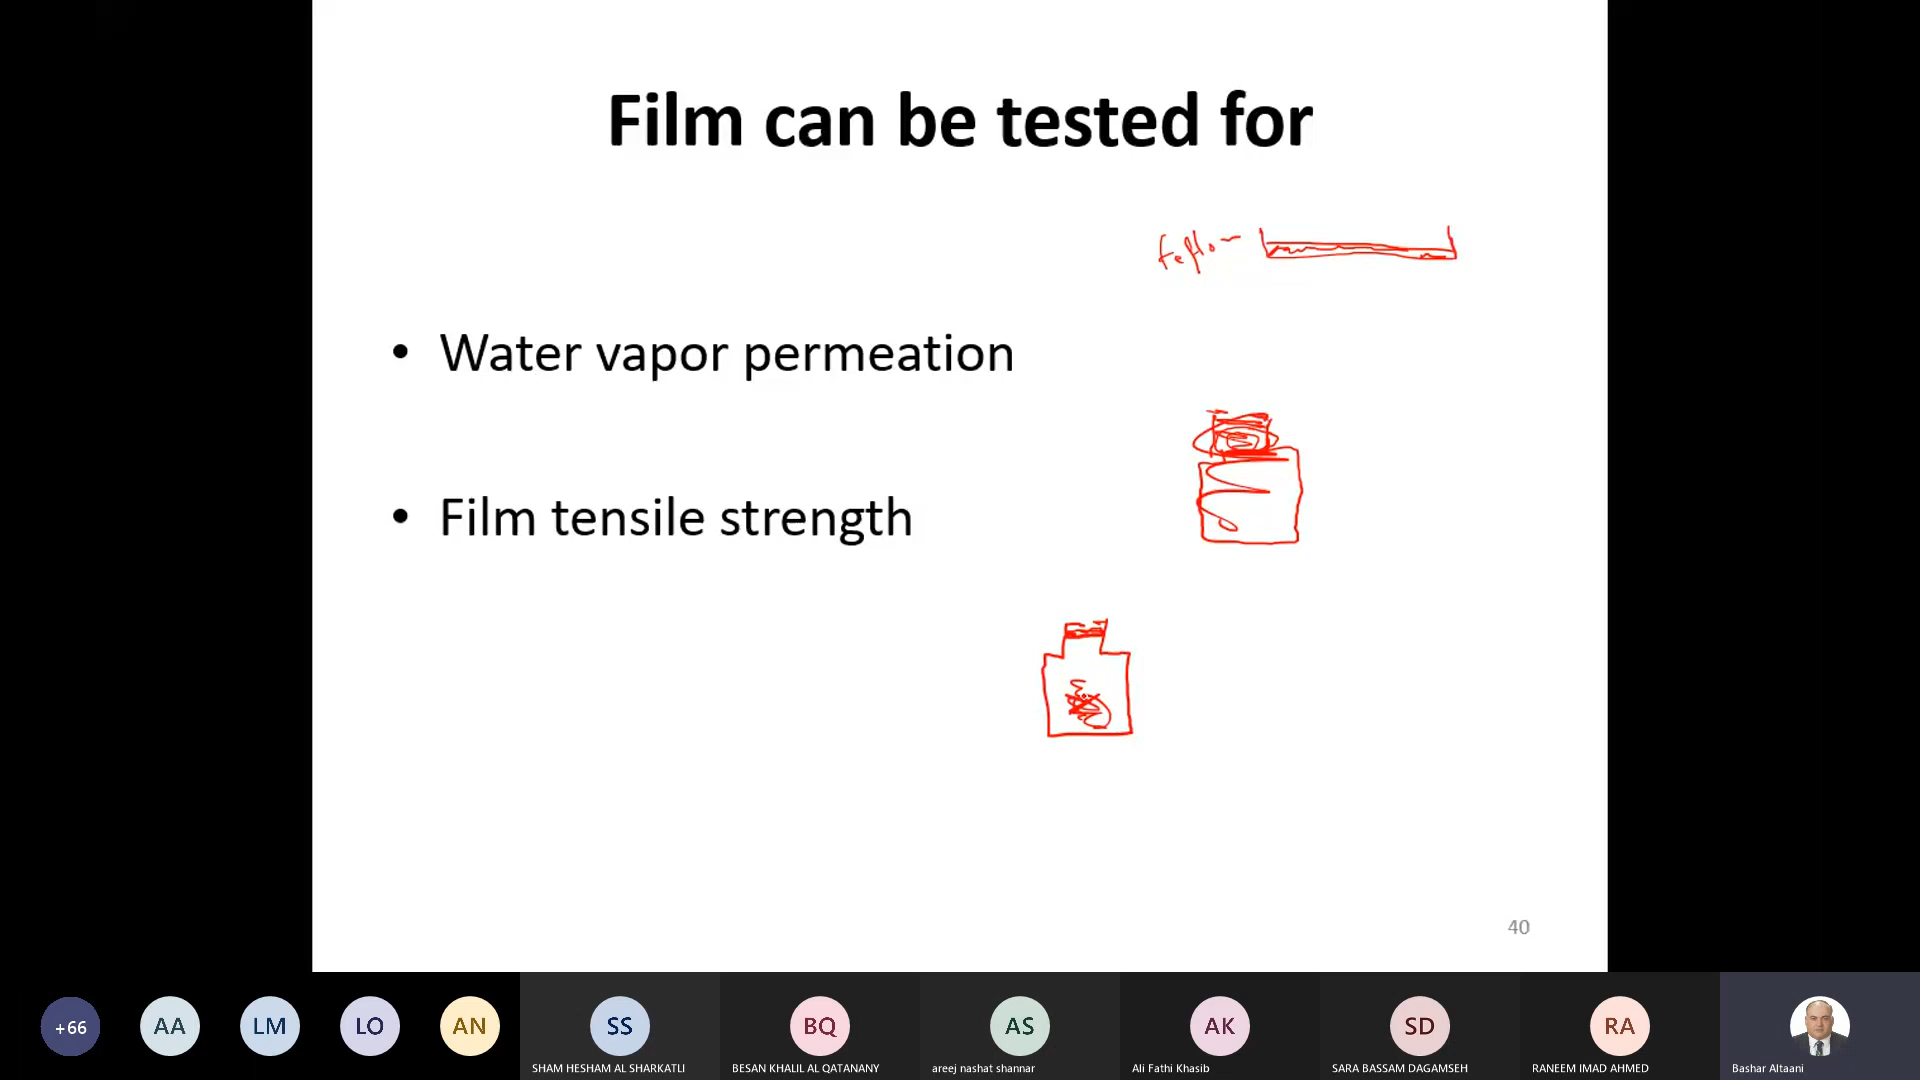 Film can be tested for
Teflon
• Water vapor permeation
• Film tensile strength
40
+66
AA
LM
LO
AN
SS
BQ
AS
AK
SD
RA
SHAM HESHAM AL SHARKATLI
BESAN KHALIL AL QATANANY
areej nashat shannar
Ali Fathi Khasib
SARA BASSAM DAGAMSEH
RANEEM IMAD AHMED
Bashar Altaani